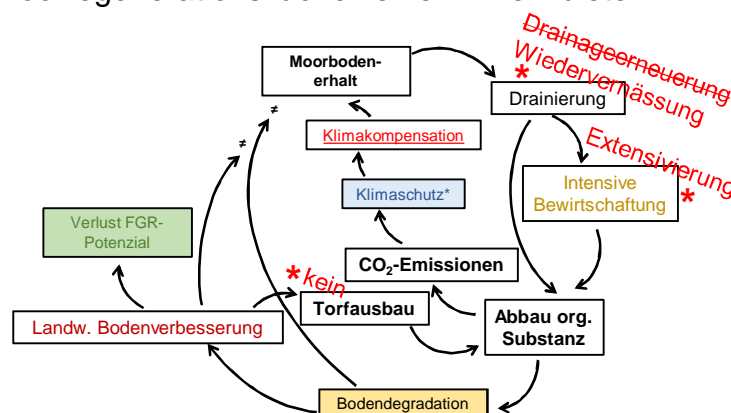 Drainageerneuerung
Wiedervernässung
*
Moorboden-
erhalt
Drainierung
≠
Klimakompensation
Extensivierung
≠
Intensive
Bewirtschaftung
*
Klimaschutz*
Verlust FGR-
Potenzial
CO₂-Emissionen
* kein
Torfausbau
Abbau org.
Substanz
Landw. Bodenverbesserung
Bodendegradation